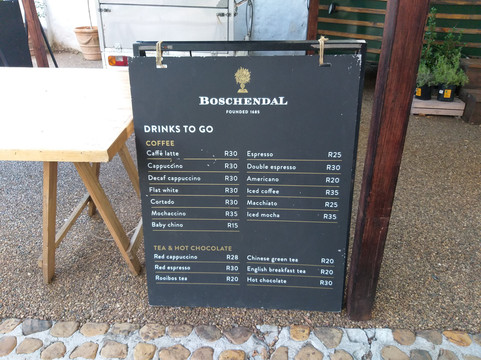 BOSCHENDAL
FOUNDED 1685
DRINKS TO GO
COFFEE
Caffè latte R30
Cappuccino R30
Decaf cappuccino R30
Flat white R30
Cortado R30
Mochaccino R35
Baby chino R15
Espresso R25
Double espresso R30
Americano R20
Iced coffee R35
Macchiato R25
Iced mocha R35
TEA & HOT CHOCOLATE
Red cappuccino R28
Red espresso R30
Rooibos tea R20
Chinese green tea R20
English breakfast tea R20
Hot chocolate R30